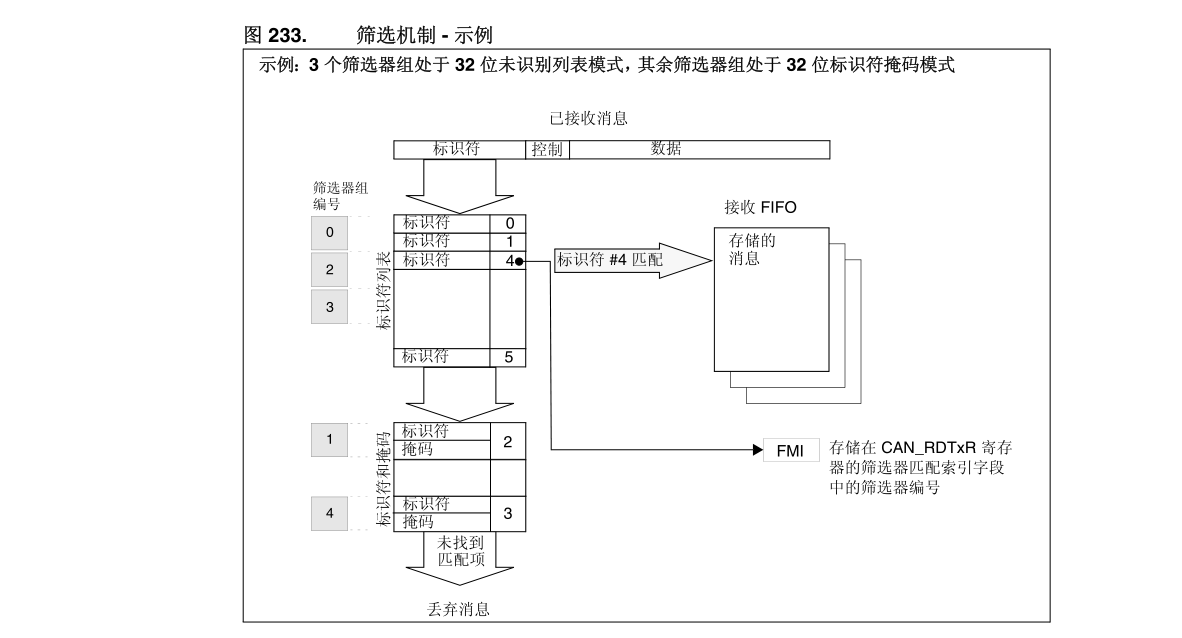 图 233. 筛选机制 - 示例
示例：3 个筛选器组处于 32 位未识别列表模式，其余筛选器组处于 32 位标识符掩码模式
已接收消息
标识符 控制 数据
筛选器组
编号
0
2
3
标识符列表
标识符 0
标识符 1
标识符 4
标识符 5
标识符 #4 匹配
接收 FIFO
存储的
消息
1
4
标识符和掩码
标识符
掩码
2
标识符
掩码
3
FMI
存储在 CAN_RDTxR 寄存
器的筛选器匹配索引字段
中的筛选器编号
未找到
匹配项
丢弃消息